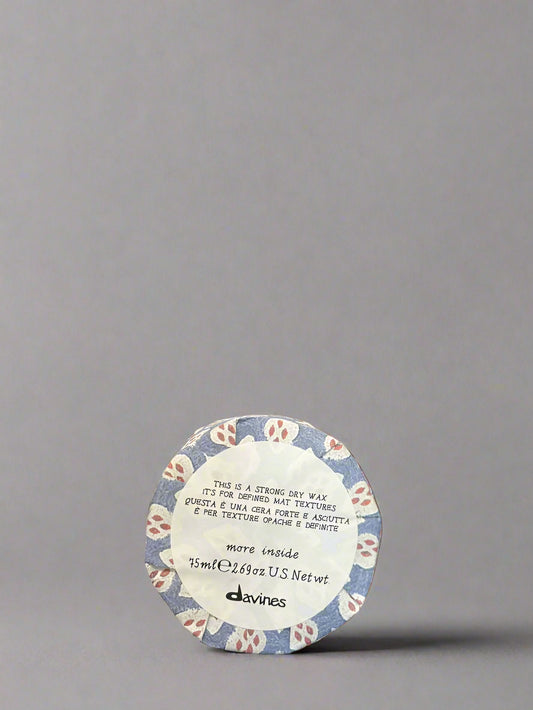 THIS IS A STRONG DRY WAX
IT'S FOR DEFINED MAT TEXTURES
QUESTA È UNA CERA FORTE E ASCIUTTA
È PER TEXTURE OPACHE E DEFINITE
more inside
75ml ℮ 2.69oz.U.S.Net wt.
davines